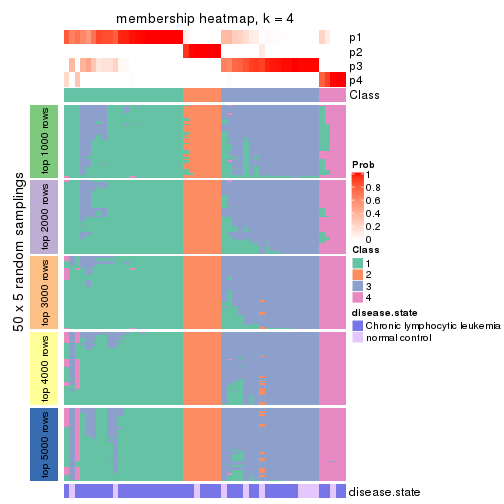 membership heatmap, k = 4
p1
p2
p3
p4
Class
50 x 5 random samplings
top 1000 rows
top 2000 rows
top 3000 rows
top 4000 rows
top 5000 rows
Prob
1
0.8
0.6
0.4
0.2
0
Class
1
2
3
4
disease.state
Chronic lymphocytic leukemia
normal control
disease.state